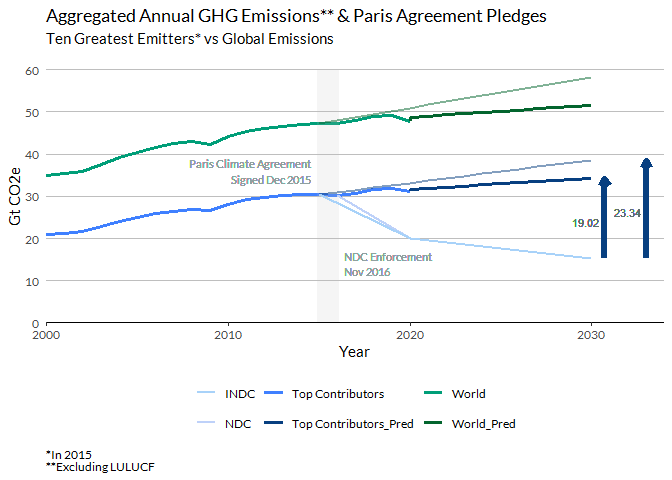 Aggregated Annual GHG Emissions** & Paris Agreement Pledges
Ten Greatest Emitters* vs Global Emissions
60
50
40
30
20
10
0
Gt CO2e
Paris Climate Agreement
Signed Dec 2015
NDC Enforcement
Nov 2016
19.02
23.34
2000
2010
2020
2030
Year
INDC
Top Contributors
World
NDC
Top Contributors_Pred
World_Pred
*In 2015
**Excluding LULUCF